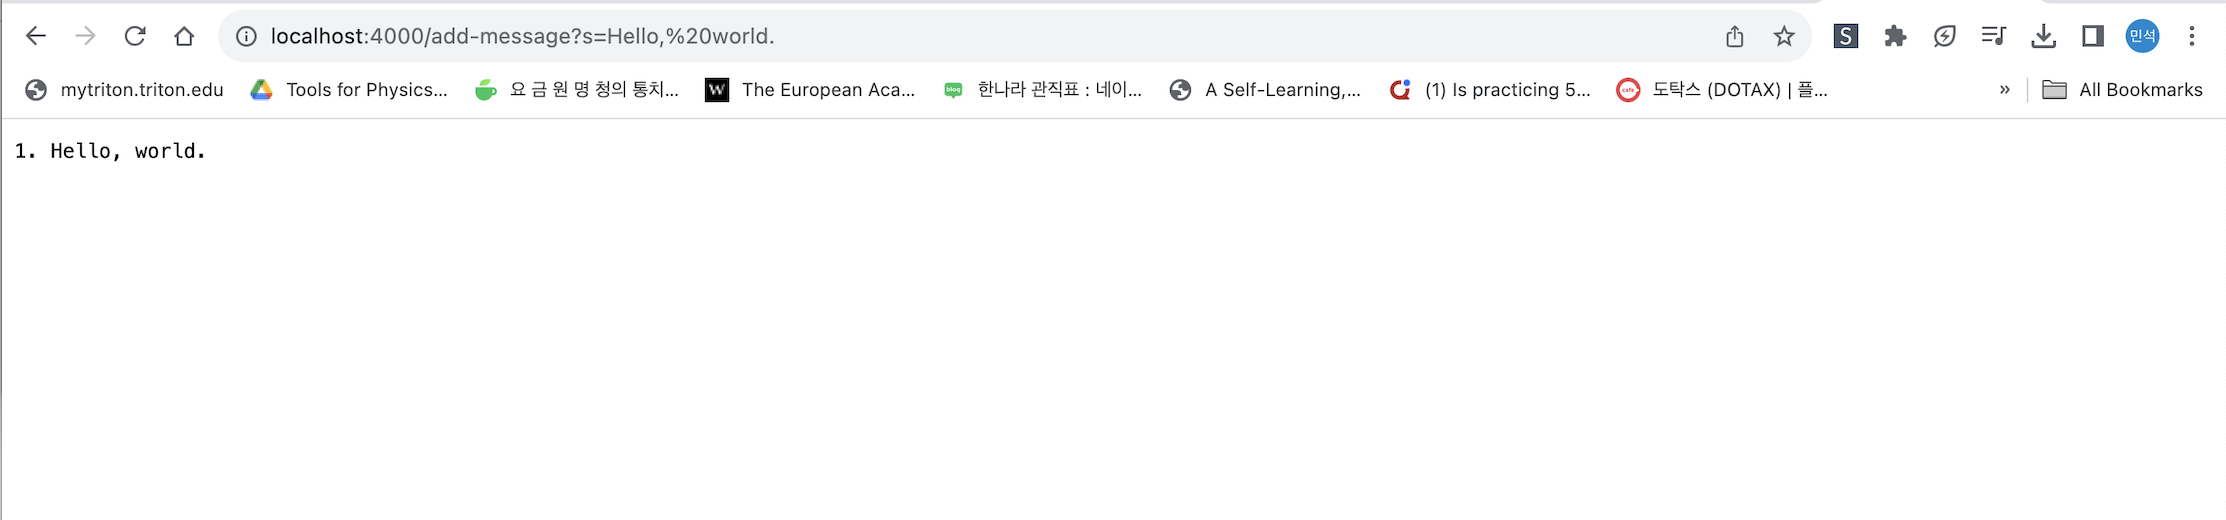 localhost:4000/add-message?s=Hello,%20world.
S
민석
mytriton.triton.edu
Tools for Physics...
요 금 원 명 청의 통치...
W
The European Aca...
blog
한나라 관직표 : 네이...
A Self-Learning,...
(1) Is practicing 5...
cafe
도탁스 (DOTAX) | 플...
»
All Bookmarks
1. Hello, world.